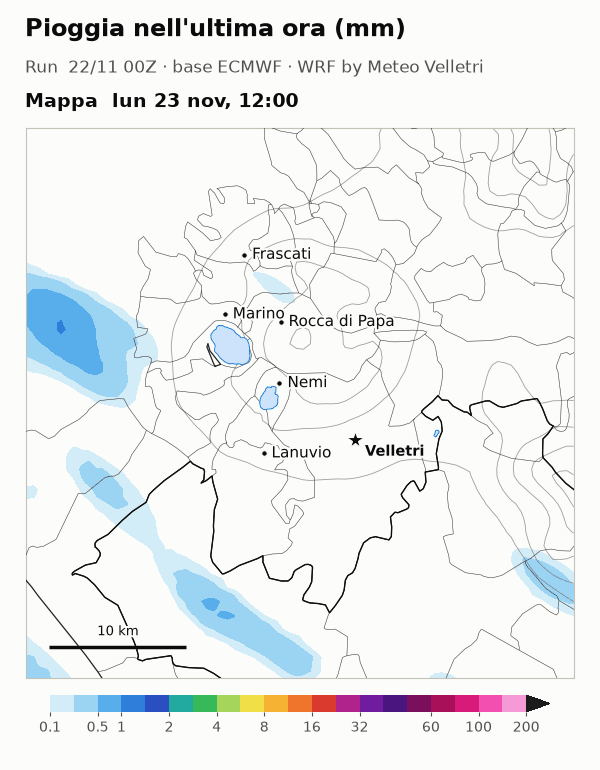 Pioggia nell'ultima ora (mm)
Run  22/11 00Z · base ECMWF · WRF by Meteo Velletri
Mappa  lun 23 nov, 12:00
Frascati
Marino
Rocca di Papa
Nemi
Lanuvio
Velletri
10 km
0.1 0.5 1 2 4 8 16 32 60 100 200